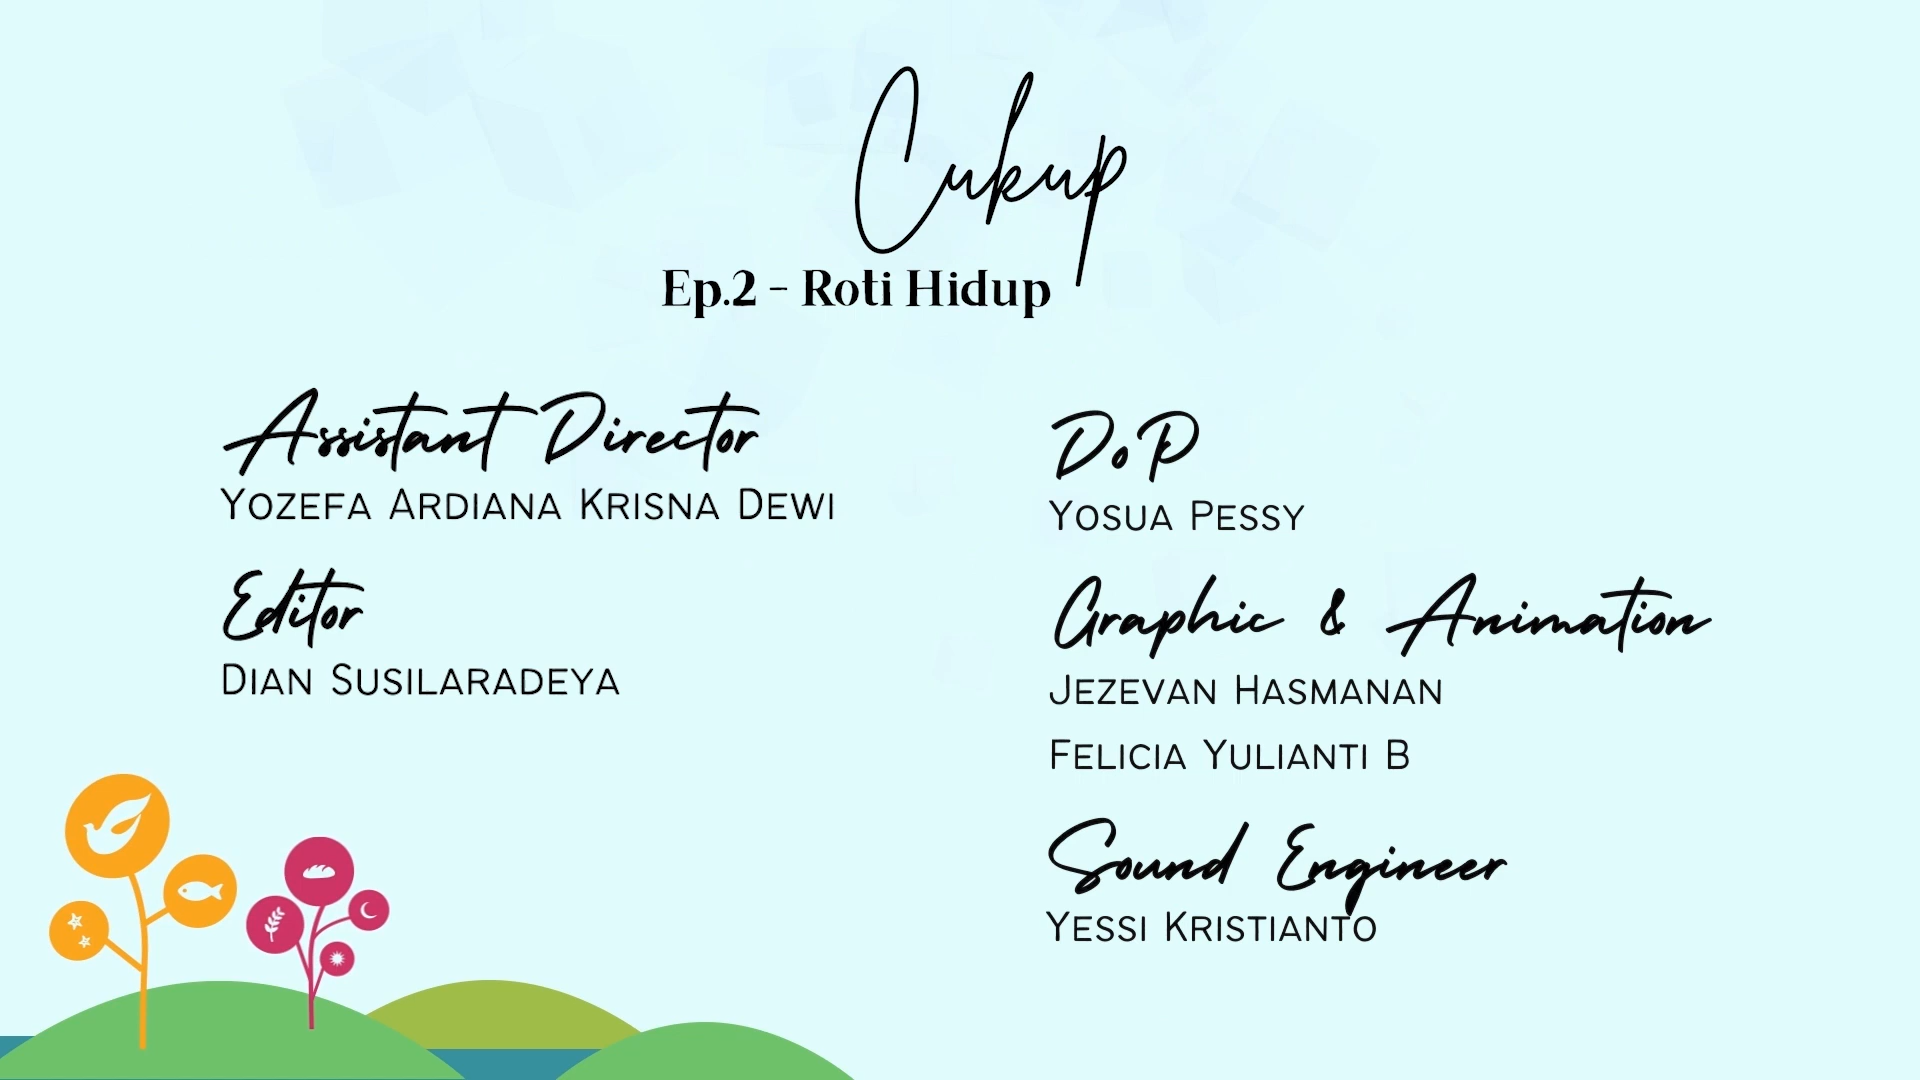 Cukup
Ep.2 - Roti Hidup
Assistant Director
Yozefa Ardiana Krisna Dewi
Editor
Dian Susilaradeya
DoP
Yosua Pessy
Graphic & Animation
Jezevan Hasmanan
Felicia Yulianti B
Sound Engineer
Yessi Kristianto